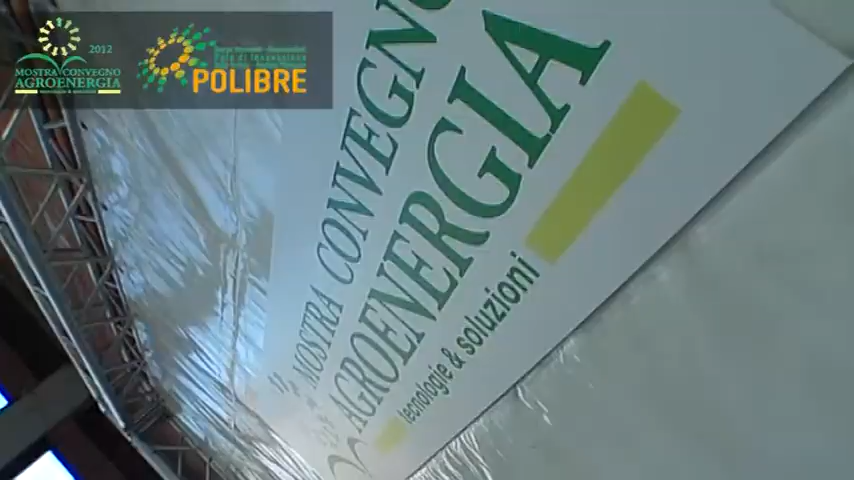 2012
MOSTRA CONVEGNO
AGROENERGIA
POLIBRE
MOSTRA CONVEGNO
AGROENERGIA
tecnologie & soluzioni